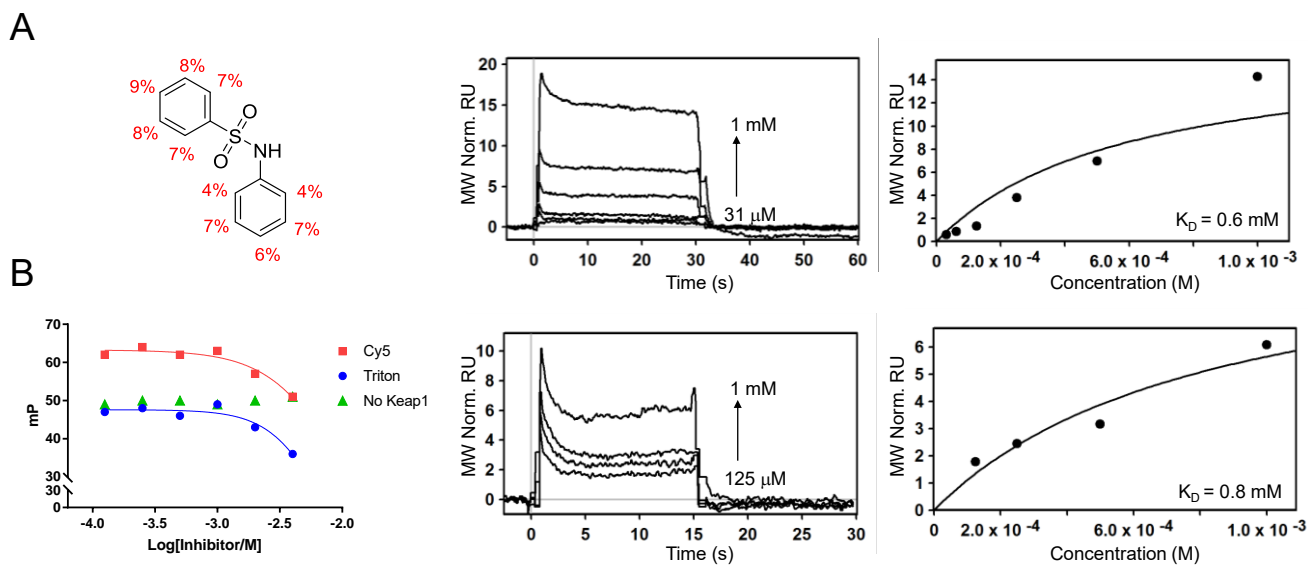 A
8%
9%
7%
8%
7%
O
S
O
NH
4%
4%
7%
7%
6%
20
15
10
5
0
MW Norm. RU
1 mM
31 μM
0
10
20
30
40
50
60
Time (s)
14
12
10
8
6
4
2
0
MW Norm. RU
K_D = 0.6 mM
0
2.0 x 10⁻⁴
6.0 x 10⁻⁴
1.0 x 10⁻³
Concentration (M)
B
70
60
50
40
30
30
0
mP
Cy5
Triton
No Keap1
-4.0
-3.5
-3.0
-2.5
-2.0
Log[Inhibitor/M]
10
8
6
4
2
0
MW Norm. RU
1 mM
125 μM
0
5
10
15
20
25
30
Time (s)
6
5
4
3
2
1
0
MW Norm. RU
K_D = 0.8 mM
0
2.0 x 10⁻⁴
6.0 x 10⁻⁴
1.0 x 10⁻³
Concentration (M)